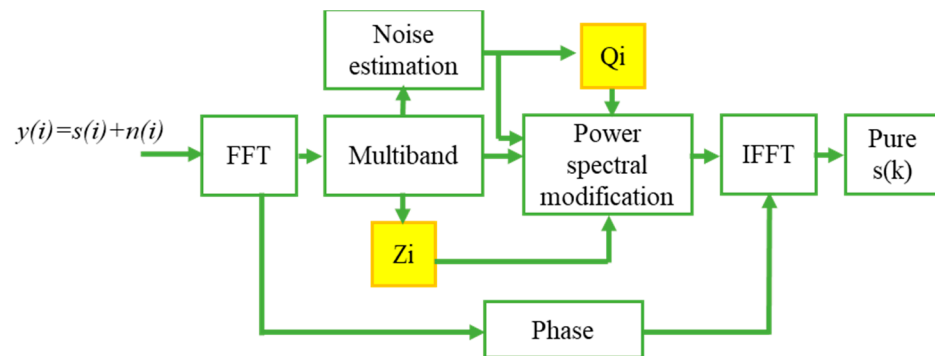 Noise
estimation
Qi
y(i)=s(i)+n(i)
FFT
Multiband
Power
spectral
modification
IFFT
Pure
s(k)
Zi
Phase